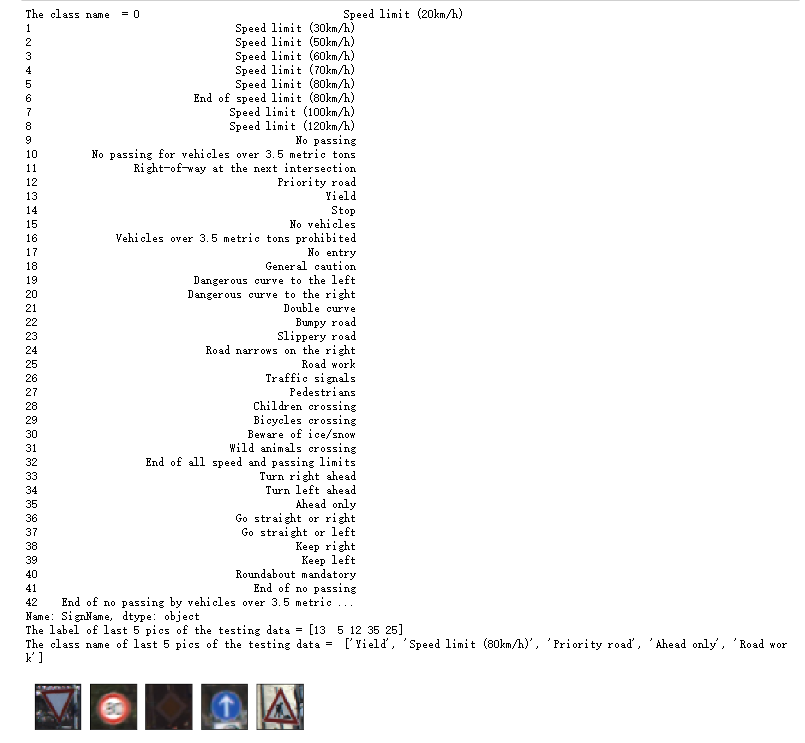 The class name  = 0                                  Speed limit (20km/h)
1                                  Speed limit (30km/h)
2                                  Speed limit (50km/h)
3                                  Speed limit (60km/h)
4                                  Speed limit (70km/h)
5                                  Speed limit (80km/h)
6                           End of speed limit (80km/h)
7                                 Speed limit (100km/h)
8                                 Speed limit (120km/h)
9                                            No passing
10         No passing for vehicles over 3.5 metric tons
11                Right-of-way at the next intersection
12                                        Priority road
13                                                Yield
14                                                 Stop
15                                          No vehicles
16             Vehicles over 3.5 metric tons prohibited
17                                             No entry
18                                      General caution
19                          Dangerous curve to the left
20                         Dangerous curve to the right
21                                         Double curve
22                                           Bumpy road
23                                        Slippery road
24                            Road narrows on the right
25                                            Road work
26                                      Traffic signals
27                                          Pedestrians
28                                    Children crossing
29                                    Bicycles crossing
30                                   Beware of ice/snow
31                                Wild animals crossing
32                  End of all speed and passing limits
33                                     Turn right ahead
34                                      Turn left ahead
35                                           Ahead only
36                                 Go straight or right
37                                  Go straight or left
38                                           Keep right
39                                            Keep left
40                                 Roundabout mandatory
41                                    End of no passing
42    End of no passing by vehicles over 3.5 metric ...
Name: SignName, dtype: object
The label of last 5 pics of the testing data = [13  5 12 35 25]
The class name of last 5 pics of the testing data =  ['Yield', 'Speed limit (80km/h)', 'Priority road', 'Ahead only', 'Road wor
k']
80